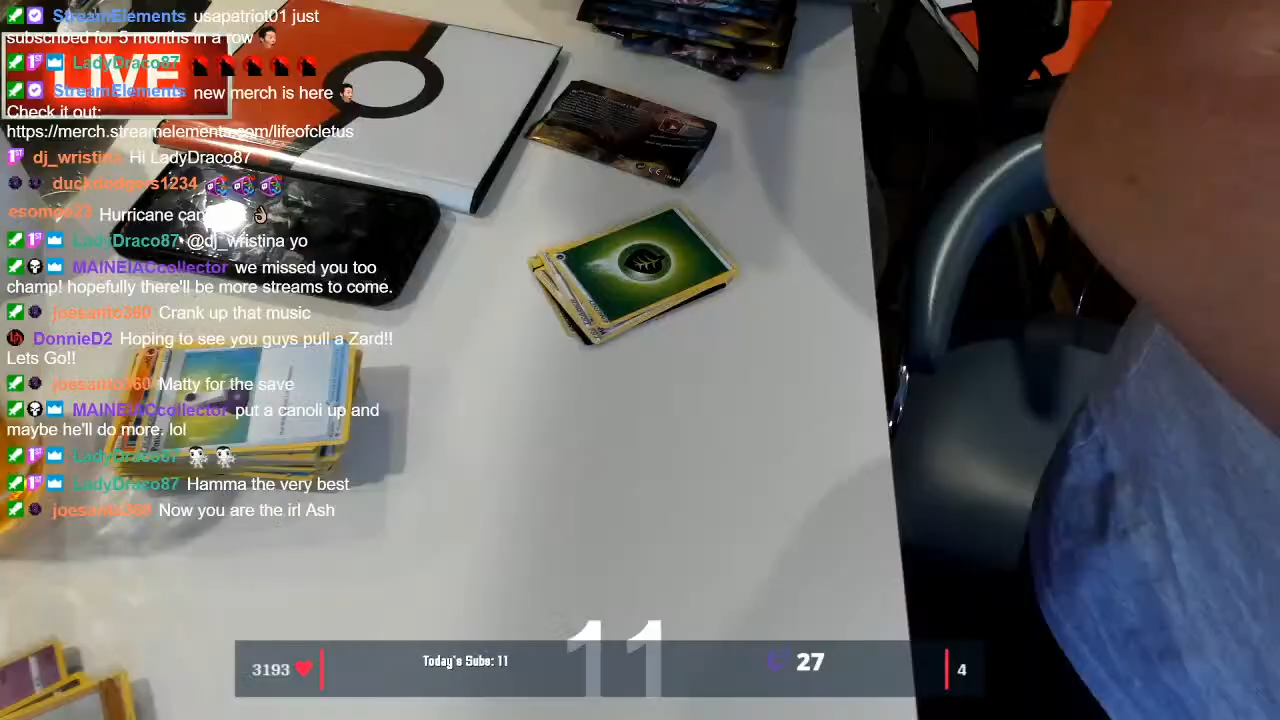 StreamElements usapatriot01 just
subscribed for 5 months in a row
LadyDraco87
LIVE
StreamElements new merch is here
Check it out:
https://merch.streamelements.com/lifeofcletus
dj_wristina Hi LadyDraco87
duckdodgers1234
Hurricane
LadyDraco87 @dj_wristina yo
MAINEIACcollector we missed you too
champ! hopefully there'll be more streams to come.
joesanto360 Crank up that music
DonnieD2 Hoping to see you guys pull a Zard!!
Lets Go!!
joesanto360 Matty for the save
MAINEIACcollector put a canoli up and
maybe he'll do more. lol
LadyDraco87
LadyDraco87 Hamma the very best
joesanto360 Now you are the irl Ash
3193
Today's Subs: 11
11
27
4